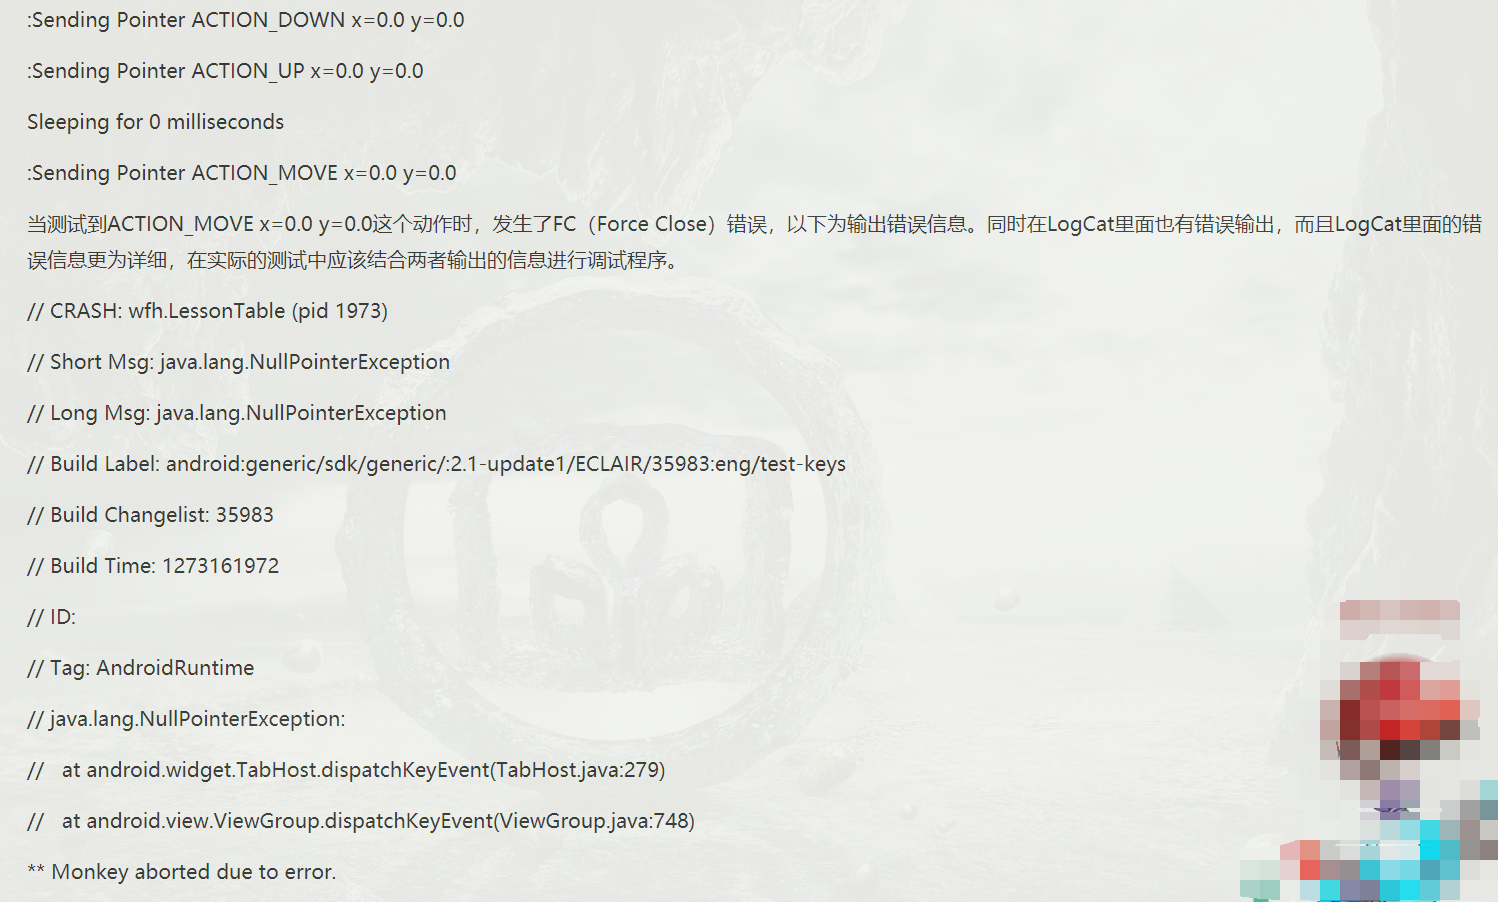 :Sending Pointer ACTION_DOWN x=0.0 y=0.0
:Sending Pointer ACTION_UP x=0.0 y=0.0
Sleeping for 0 milliseconds
:Sending Pointer ACTION_MOVE x=0.0 y=0.0
当测试到ACTION_MOVE x=0.0 y=0.0这个动作时，发生了FC（Force Close）错误，以下为输出错误信息。同时在LogCat里面也有错误输出，而且LogCat里面的错
误信息更为详细，在实际的测试中应该结合两者输出的信息进行调试程序。
// CRASH: wfh.LessonTable (pid 1973)
// Short Msg: java.lang.NullPointerException
// Long Msg: java.lang.NullPointerException
// Build Label: android:generic/sdk/generic/:2.1-update1/ECLAIR/35983:eng/test-keys
// Build Changelist: 35983
// Build Time: 1273161972
// ID:
// Tag: AndroidRuntime
// java.lang.NullPointerException:
//   at android.widget.TabHost.dispatchKeyEvent(TabHost.java:279)
//   at android.view.ViewGroup.dispatchKeyEvent(ViewGroup.java:748)
** Monkey aborted due to error.